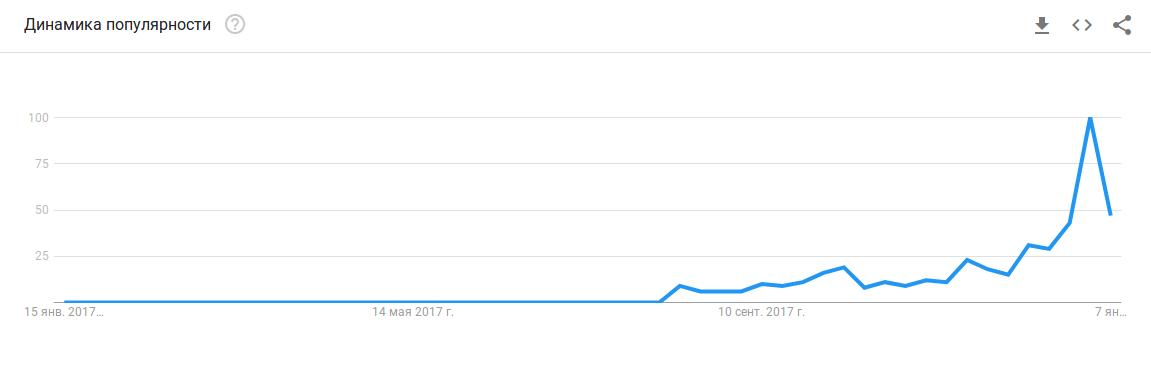 Динамика популярности ?
100
75
50
25
15 янв. 2017…
14 мая 2017 г.
10 сент. 2017 г.
7 ян…